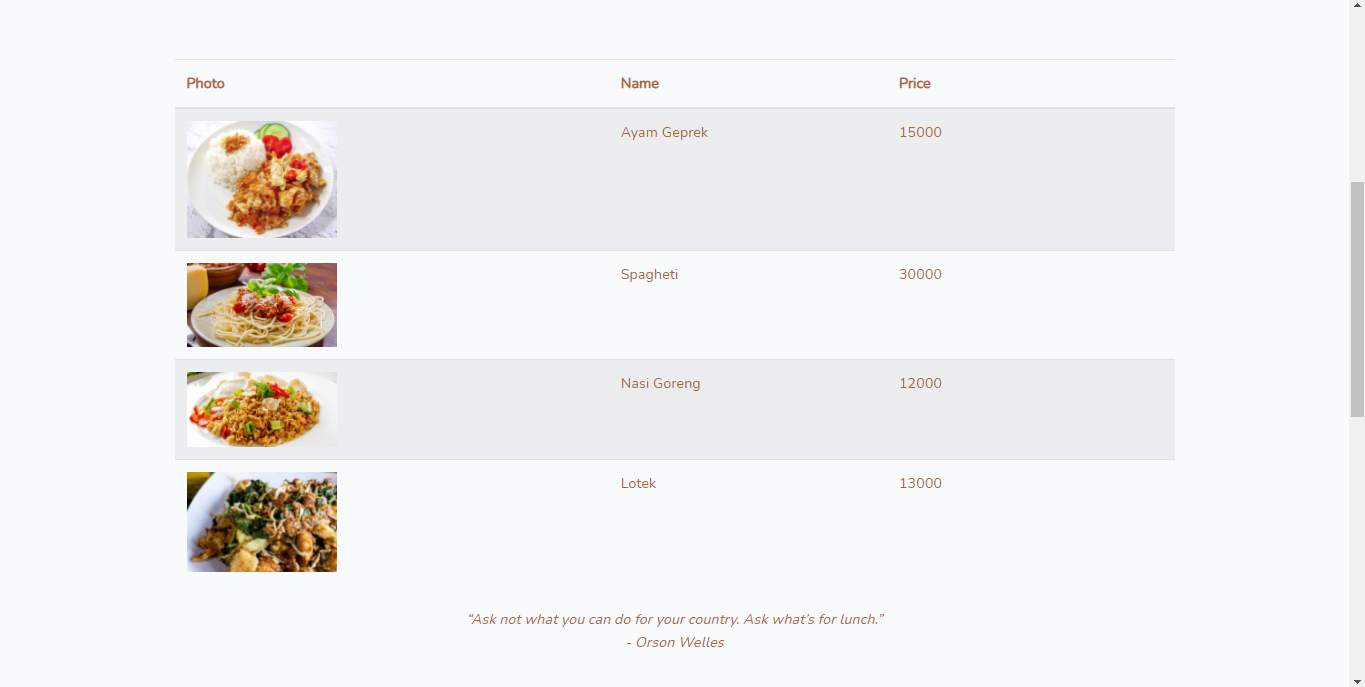 Photo Name Price
Ayam Geprek 15000
Spagheti 30000
Nasi Goreng 12000
Lotek 13000
“Ask not what you can do for your country. Ask what’s for lunch.”
- Orson Welles